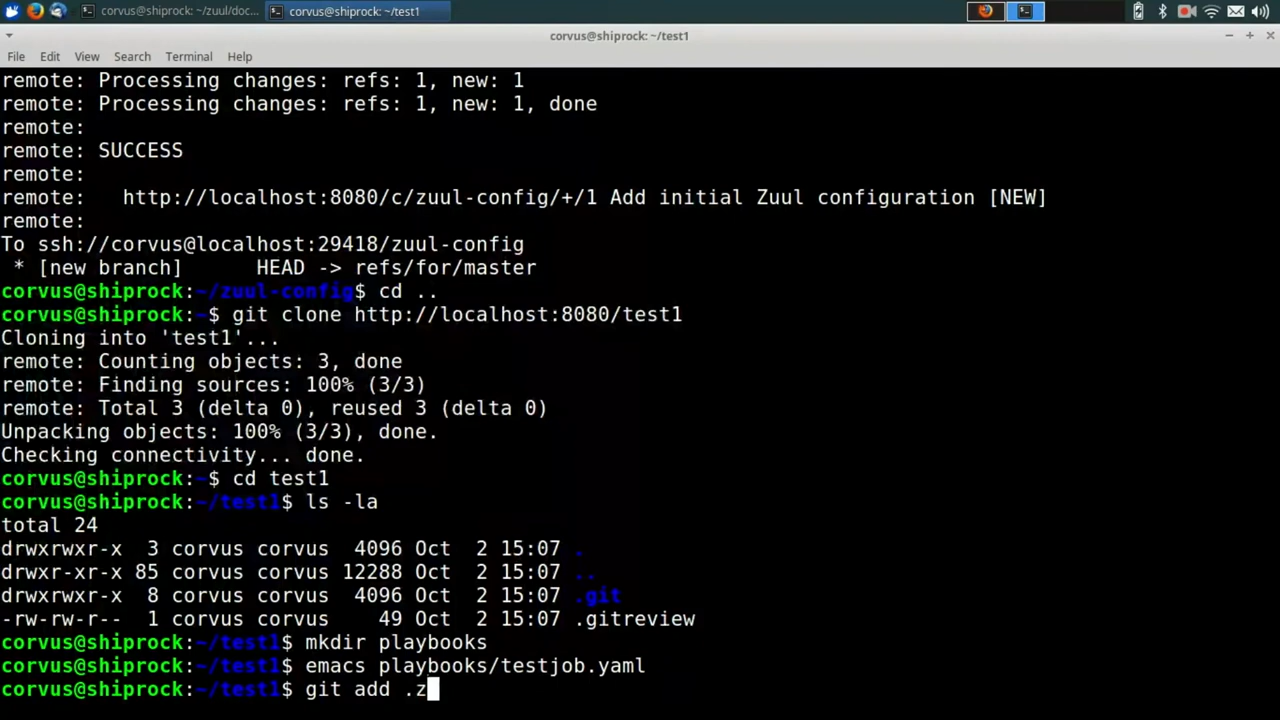 corvus@shiprock: ~/zuul/doc...
corvus@shiprock: ~/test1
corvus@shiprock: ~/test1
File Edit View Search Terminal Help
remote: Processing changes: refs: 1, new: 1
remote: Processing changes: refs: 1, new: 1, done
remote:
remote: SUCCESS
remote:
remote:   http://localhost:8080/c/zuul-config/+/1 Add initial Zuul configuration [NEW]
remote:
To ssh://corvus@localhost:29418/zuul-config
 * [new branch]      HEAD -> refs/for/master
corvus@shiprock:~/zuul-config$ cd ..
corvus@shiprock:~$ git clone http://localhost:8080/test1
Cloning into 'test1'...
remote: Counting objects: 3, done
remote: Finding sources: 100% (3/3)
remote: Total 3 (delta 0), reused 3 (delta 0)
Unpacking objects: 100% (3/3), done.
Checking connectivity... done.
corvus@shiprock:~$ cd test1
corvus@shiprock:~/test1$ ls -la
total 24
drwxrwxr-x  3 corvus corvus  4096 Oct  2 15:07 .
drwxr-xr-x 85 corvus corvus 12288 Oct  2 15:07 ..
drwxrwxr-x  8 corvus corvus  4096 Oct  2 15:07 .git
-rw-rw-r--  1 corvus corvus    49 Oct  2 15:07 .gitreview
corvus@shiprock:~/test1$ mkdir playbooks
corvus@shiprock:~/test1$ emacs playbooks/testjob.yaml
corvus@shiprock:~/test1$ git add .z